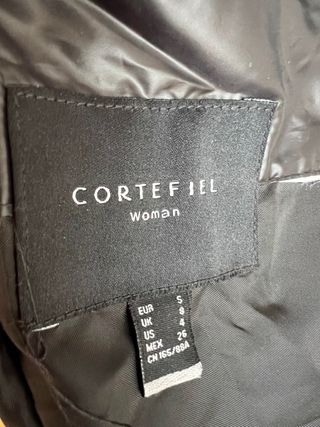 CORTEFIEL
Woman
EUR S
UK 8
US 4
MEX 26
CN 165/88A